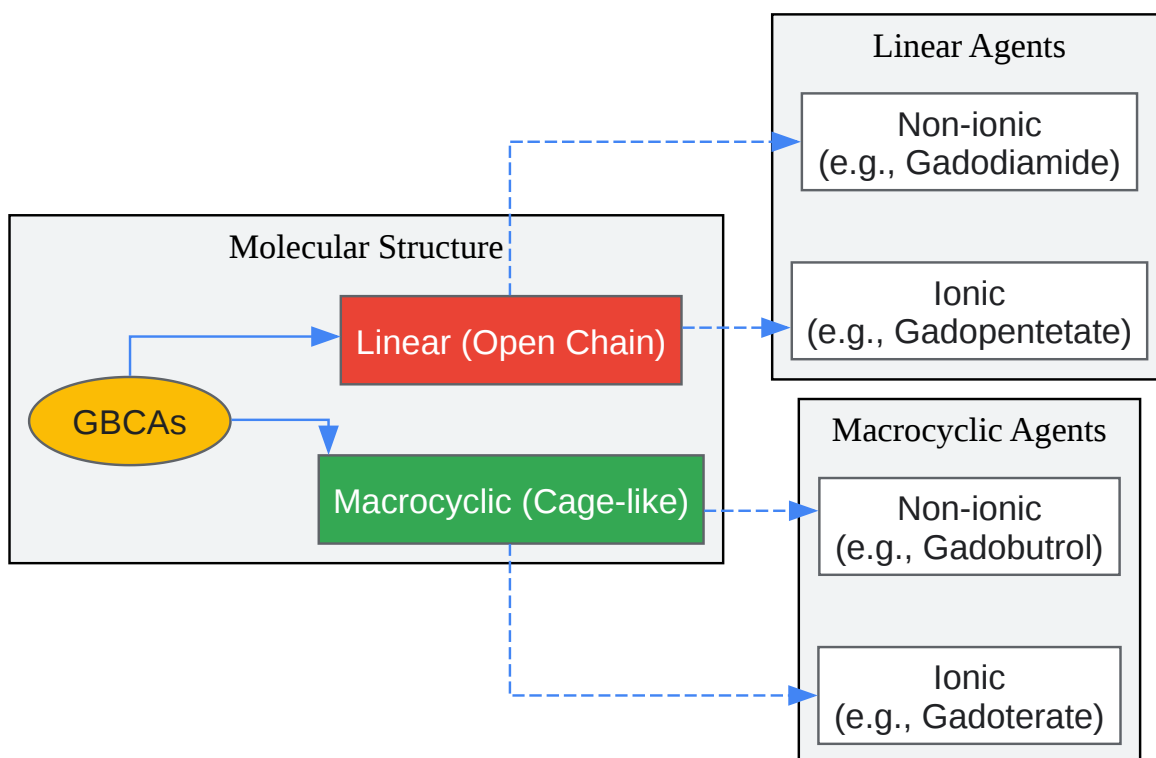 Molecular Structure
GBCAs
Linear (Open Chain)
Macrocyclic (Cage-like)
Linear Agents
Non-ionic
(e.g., Gadodiamide)
Ionic
(e.g., Gadopentetate)
Macrocyclic Agents
Non-ionic
(e.g., Gadobutrol)
Ionic
(e.g., Gadoterate)